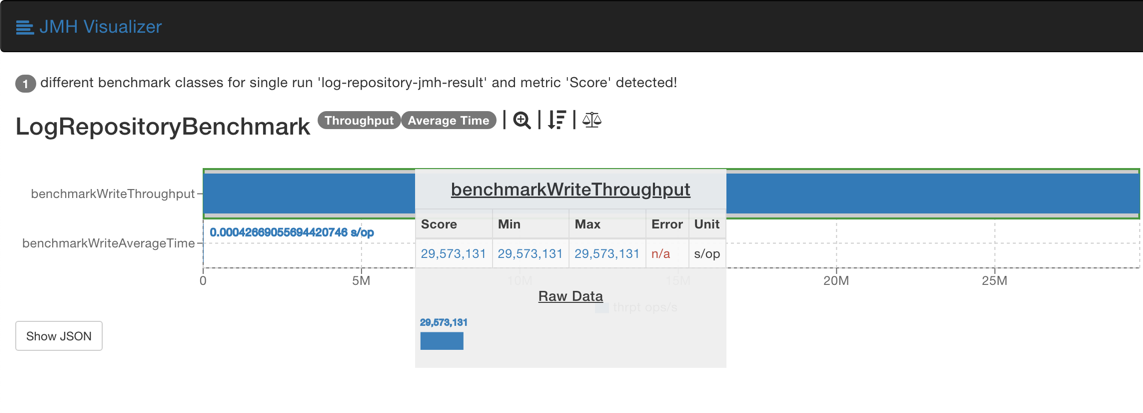 JMH Visualizer
1 different benchmark classes for single run 'log-repository-jmh-result' and metric 'Score' detected!
LogRepositoryBenchmark Throughput Average Time
benchmarkWriteThroughput
benchmarkWriteThroughput
Score Min Max Error Unit
0.00042669055694420746 s/op
benchmarkWriteAverageTime
29,573,131 29,573,131 29,573,131 n/a s/op
0 5M 10M 15M 20M 25M
Raw Data
thrpt ops/s
29,573,131
Show JSON